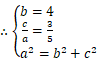 ∴ { b = 4
c/a = 3/5
a² = b² + c²